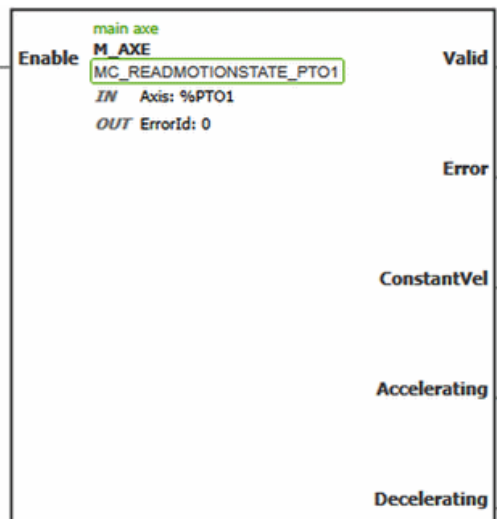 main axe
Enable M_AXE Valid
MC_READMOTIONSTATE_PTO1
IN Axis: %PTO1
OUT ErrorId: 0
Error
ConstantVel
Accelerating
Decelerating